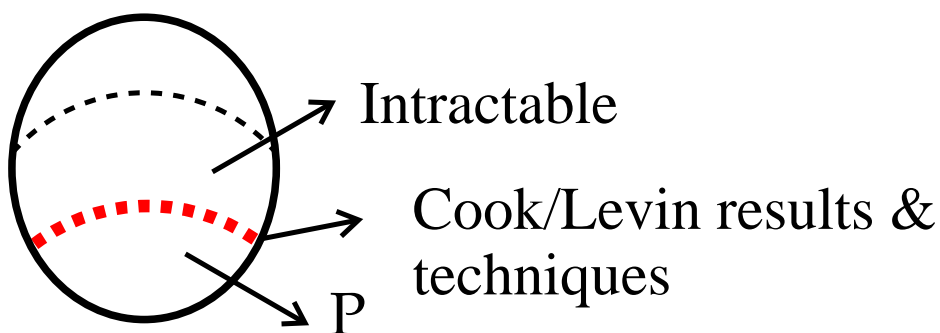 Intractable
Cook/Levin results &
techniques
P